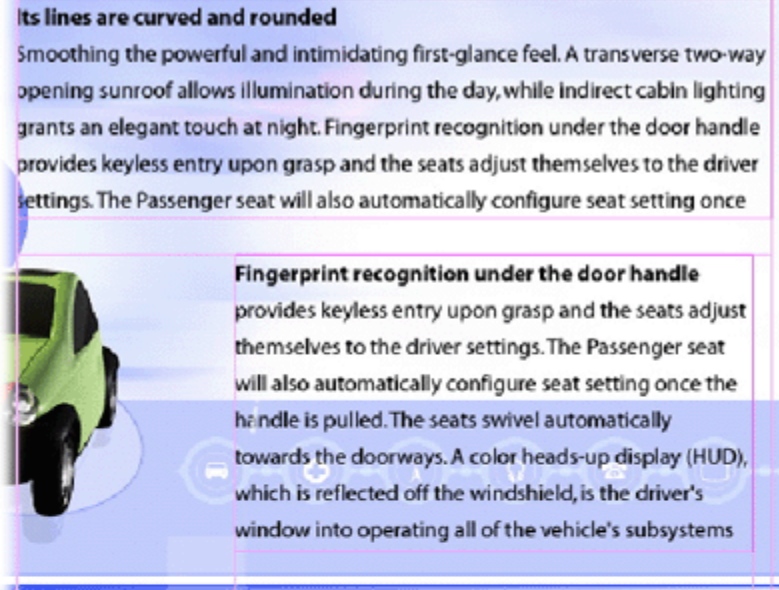 Its lines are curved and rounded
Smoothing the powerful and intimidating first-glance feel. A transverse two-way
opening sunroof allows illumination during the day, while indirect cabin lighting
grants an elegant touch at night. Fingerprint recognition under the door handle
provides keyless entry upon grasp and the seats adjust themselves to the driver
settings. The Passenger seat will also automatically configure seat setting once
Fingerprint recognition under the door handle
provides keyless entry upon grasp and the seats adjust
themselves to the driver settings. The Passenger seat
will also automatically configure seat setting once the
handle is pulled. The seats swivel automatically
towards the doorways. A color heads-up display (HUD),
which is reflected off the windshield, is the driver's
window into operating all of the vehicle's subsystems